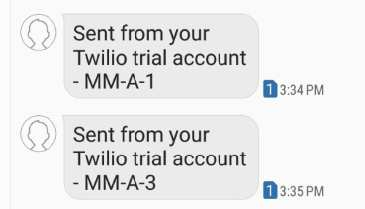 Sent from your
Twilio trial account
- MM-A-1
1 3:34 PM
Sent from your
Twilio trial account
- MM-A-3
1 3:35 PM